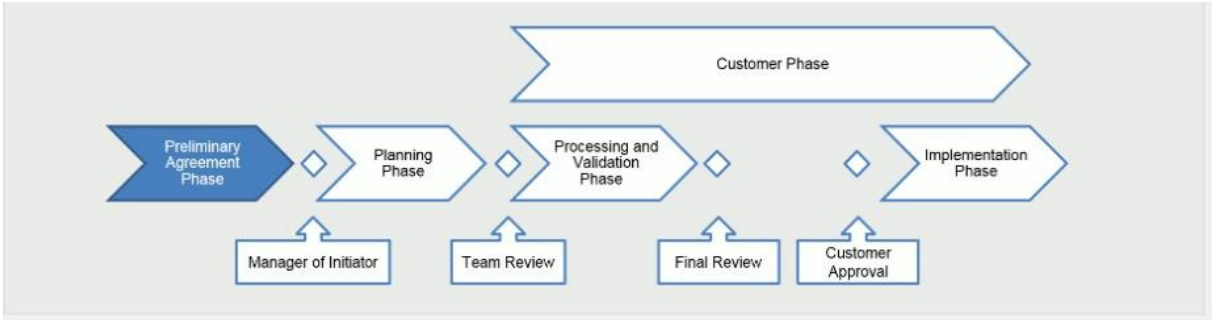 Customer Phase
Preliminary
Agreement
Phase
Planning
Phase
Processing and
Validation
Phase
Implementation
Phase
Manager of Initiator
Team Review
Final Review
Customer
Approval